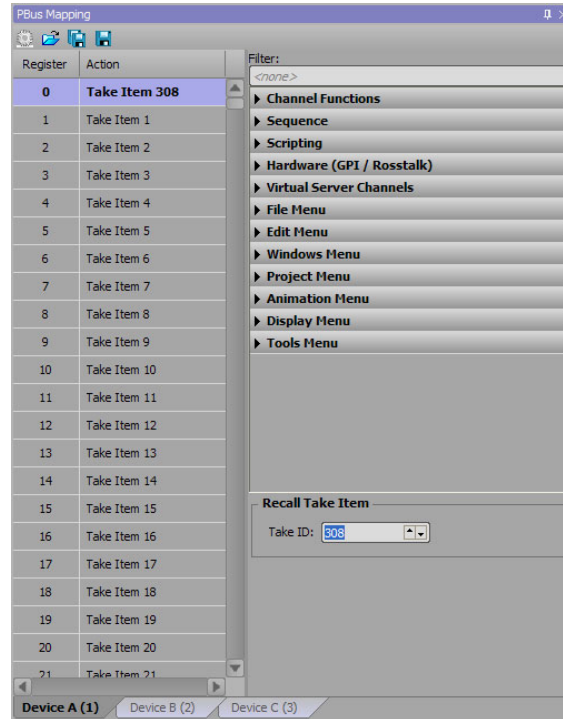 PBus Mapping
Register Action
0 Take Item 308
1 Take Item 1
2 Take Item 2
3 Take Item 3
4 Take Item 4
5 Take Item 5
6 Take Item 6
7 Take Item 7
8 Take Item 8
9 Take Item 9
10 Take Item 10
11 Take Item 11
12 Take Item 12
13 Take Item 13
14 Take Item 14
15 Take Item 15
16 Take Item 16
17 Take Item 17
18 Take Item 18
19 Take Item 19
20 Take Item 20
21 Take Item 21
Filter:
<none>
Channel Functions
Sequence
Scripting
Hardware (GPI / Rosstalk)
Virtual Server Channels
File Menu
Edit Menu
Windows Menu
Project Menu
Animation Menu
Display Menu
Tools Menu
Recall Take Item
Take ID: 308
Device A (1) Device B (2) Device C (3)